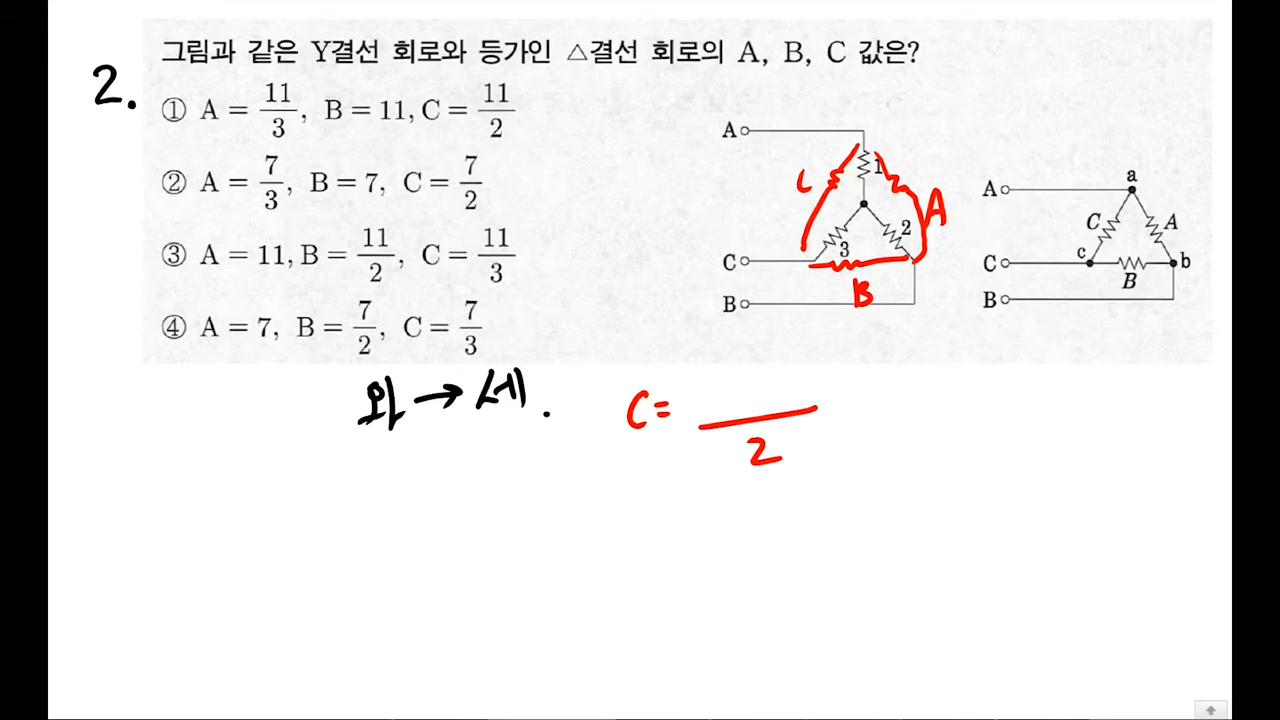 그림과 같은 Y결선 회로와 등가인 △결선 회로의 A, B, C 값은?
2.
① A = 11/3, B = 11, C = 11/2
② A = 7/3, B = 7, C = 7/2
③ A = 11, B = 11/2, C = 11/3
④ A = 7, B = 7/2, C = 7/3
A
1
2
3
C
B
C
A
B
A
a
C
A
C
c
b
B
B
와 → 세.
C = /2